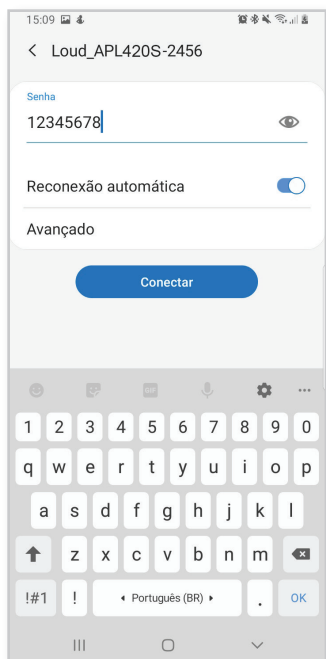 15:09
Loud_APL420S-2456
Senha
12345678
Reconexão automática
Avançado
Conectar
GIF
1 2 3 4 5 6 7 8 9 0
q w e r t y u i o p
a s d f g h j k l
z x c v b n m
!#1 ! Português (BR) . OK